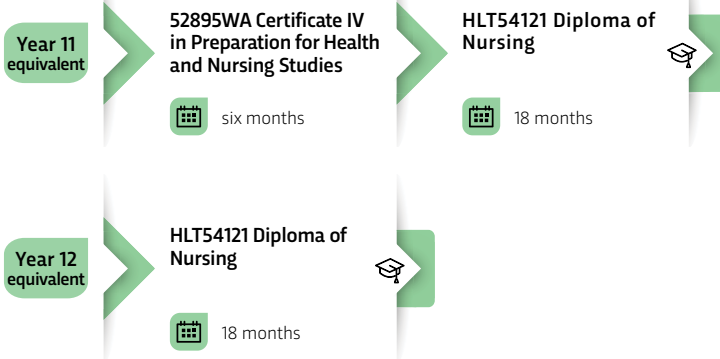 Year 11
equivalent
52895WA Certificate IV
in Preparation for Health
and Nursing Studies
six months
HLT54121 Diploma of
Nursing
18 months
Year 12
equivalent
HLT54121 Diploma of
Nursing
18 months